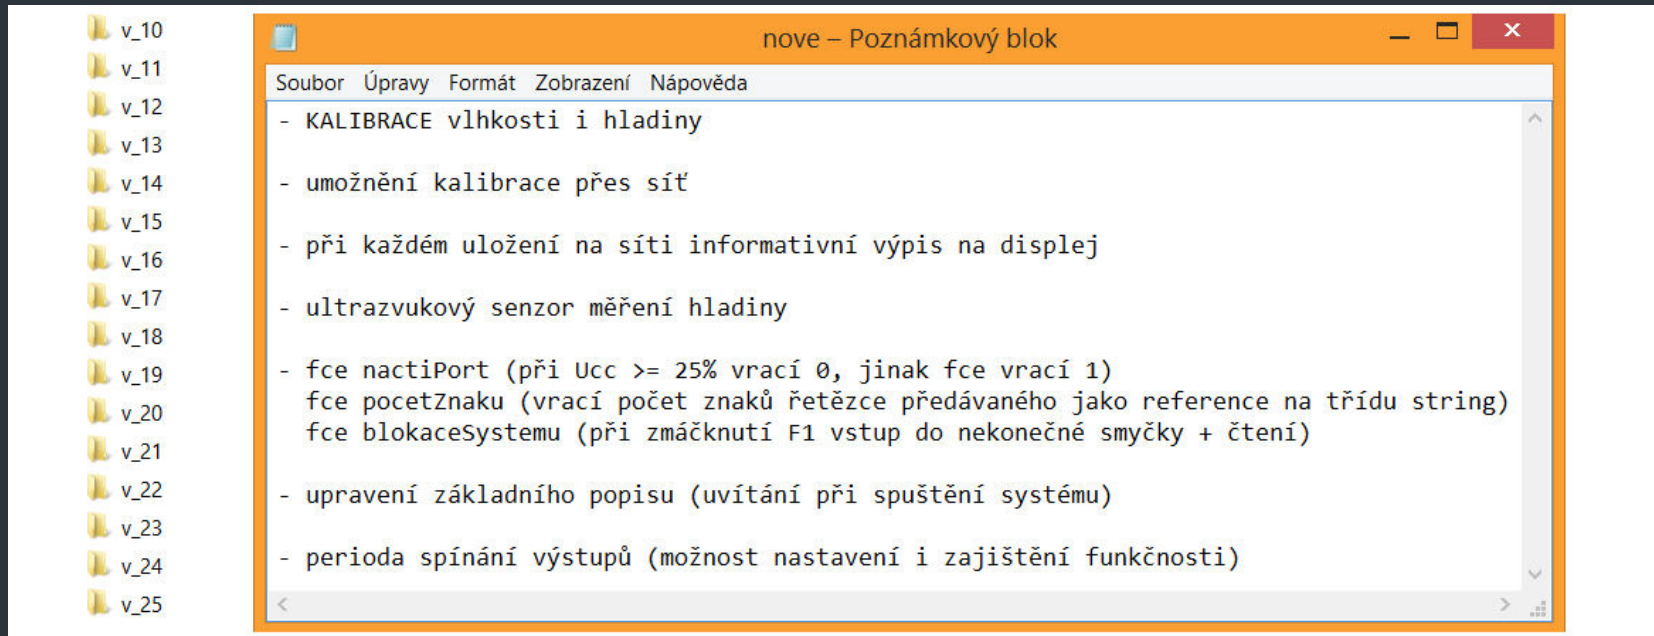 v_10
v_11
v_12
v_13
v_14
v_15
v_16
v_17
v_18
v_19
v_20
v_21
v_22
v_23
v_24
v_25
nove – Poznámkový blok
Soubor Úpravy Formát Zobrazení Nápověda
- KALIBRACE vlhkosti i hladiny
- umožnění kalibrace přes síť
- při každém uložení na síti informativní výpis na displej
- ultrazvukový senzor měření hladiny
- fce nactiPort (při Ucc >= 25% vrací 0, jinak fce vrací 1)
fce pocetZnaku (vrací počet znaků řetězce předávaného jako reference na třídu string)
fce blokaceSystemu (při zmáčknutí F1 vstup do nekonečné smyčky + čtení)
- upravení základního popisu (uvítání při spuštění systému)
- perioda spínání výstupů (možnost nastavení i zajištění funkčnosti)